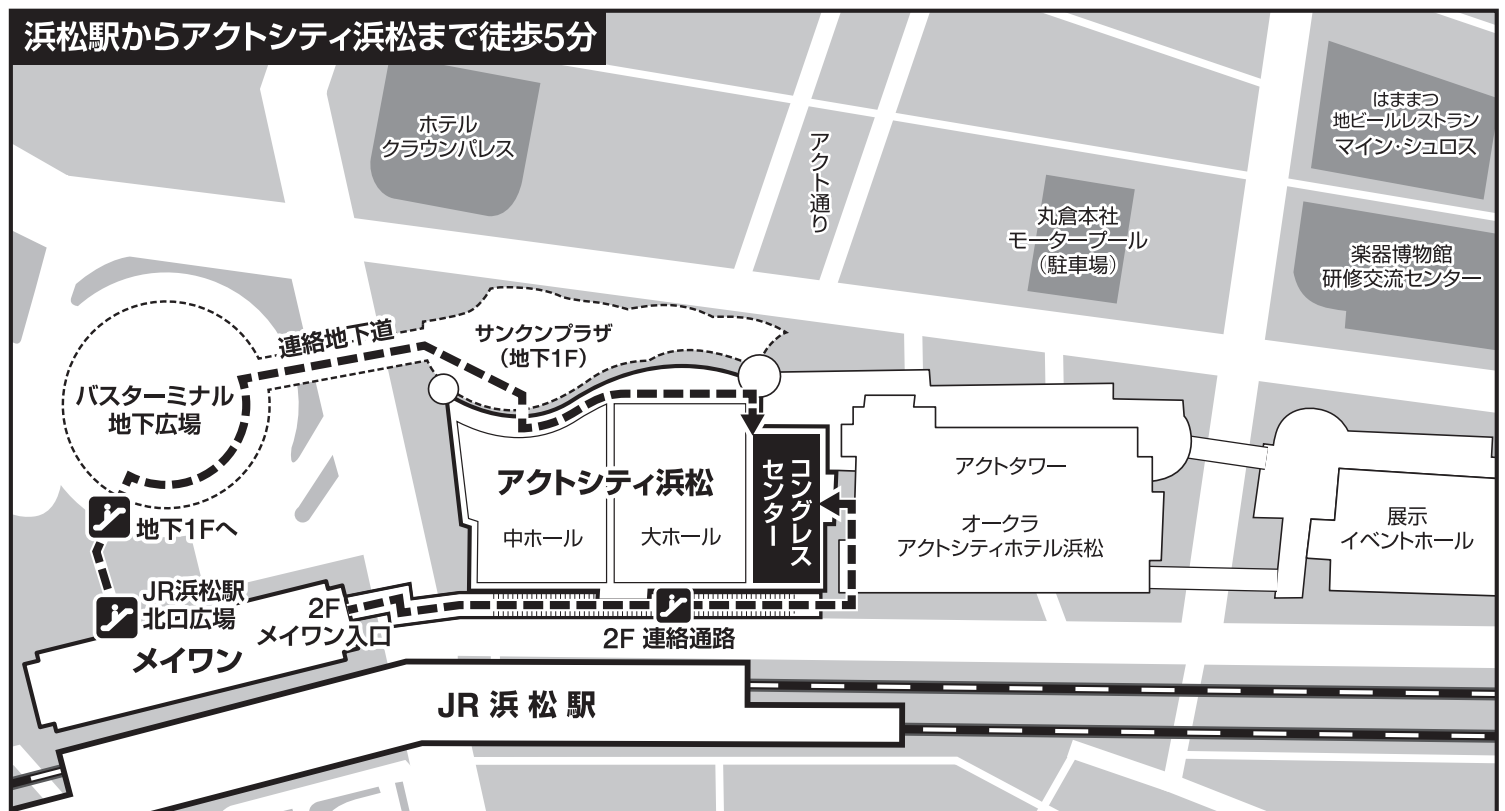 浜松駅からアクトシティ浜松まで徒歩5分
ホテル
クラウンパレス
アクト通り
はままつ
地ビールレストラン
マイン・シュロス
丸倉本社
モータープール
（駐車場）
楽器博物館
研修交流センター
連絡地下道
サンクンプラザ
（地下1F）
バスターミナル
地下広場
アクトシティ浜松
中ホール
大ホール
コングレス
センター
アクトタワー
オークラ
アクトシティホテル浜松
展示
イベントホール
地下1Fへ
JR浜松駅
北口広場
2F
メイワン入口
メイワン
2F 連絡通路
JR 浜松駅